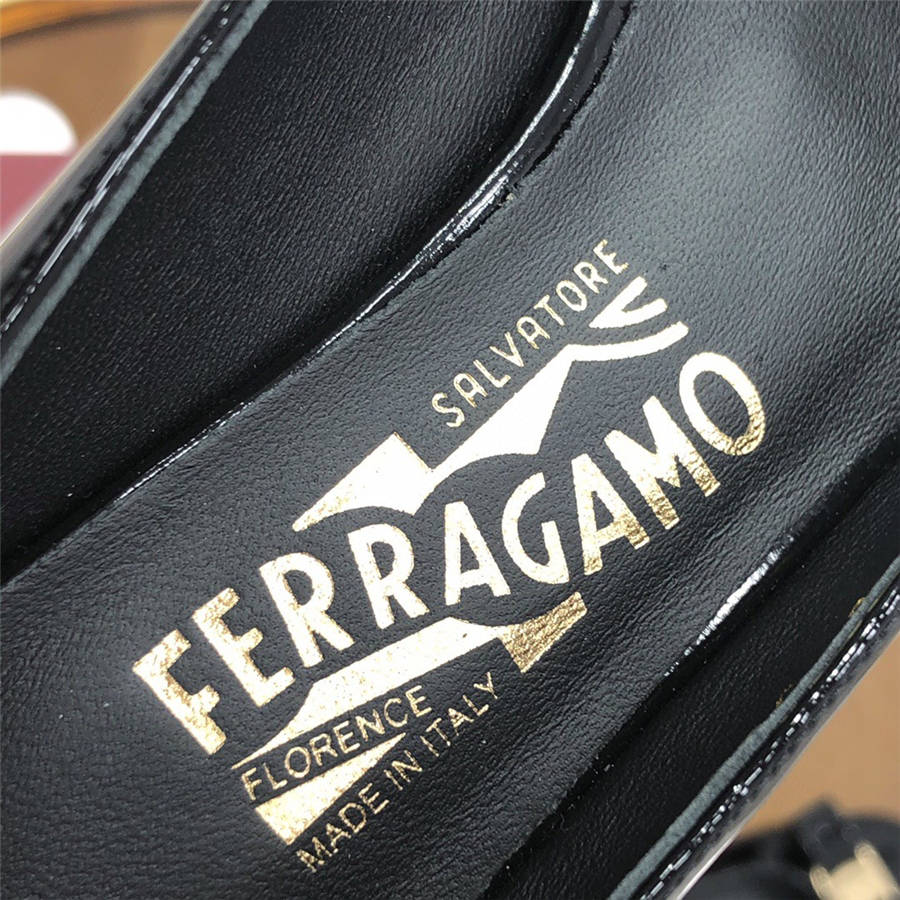 SALVATORE
FERRAGAMO
FLORENCE
MADE IN ITALY